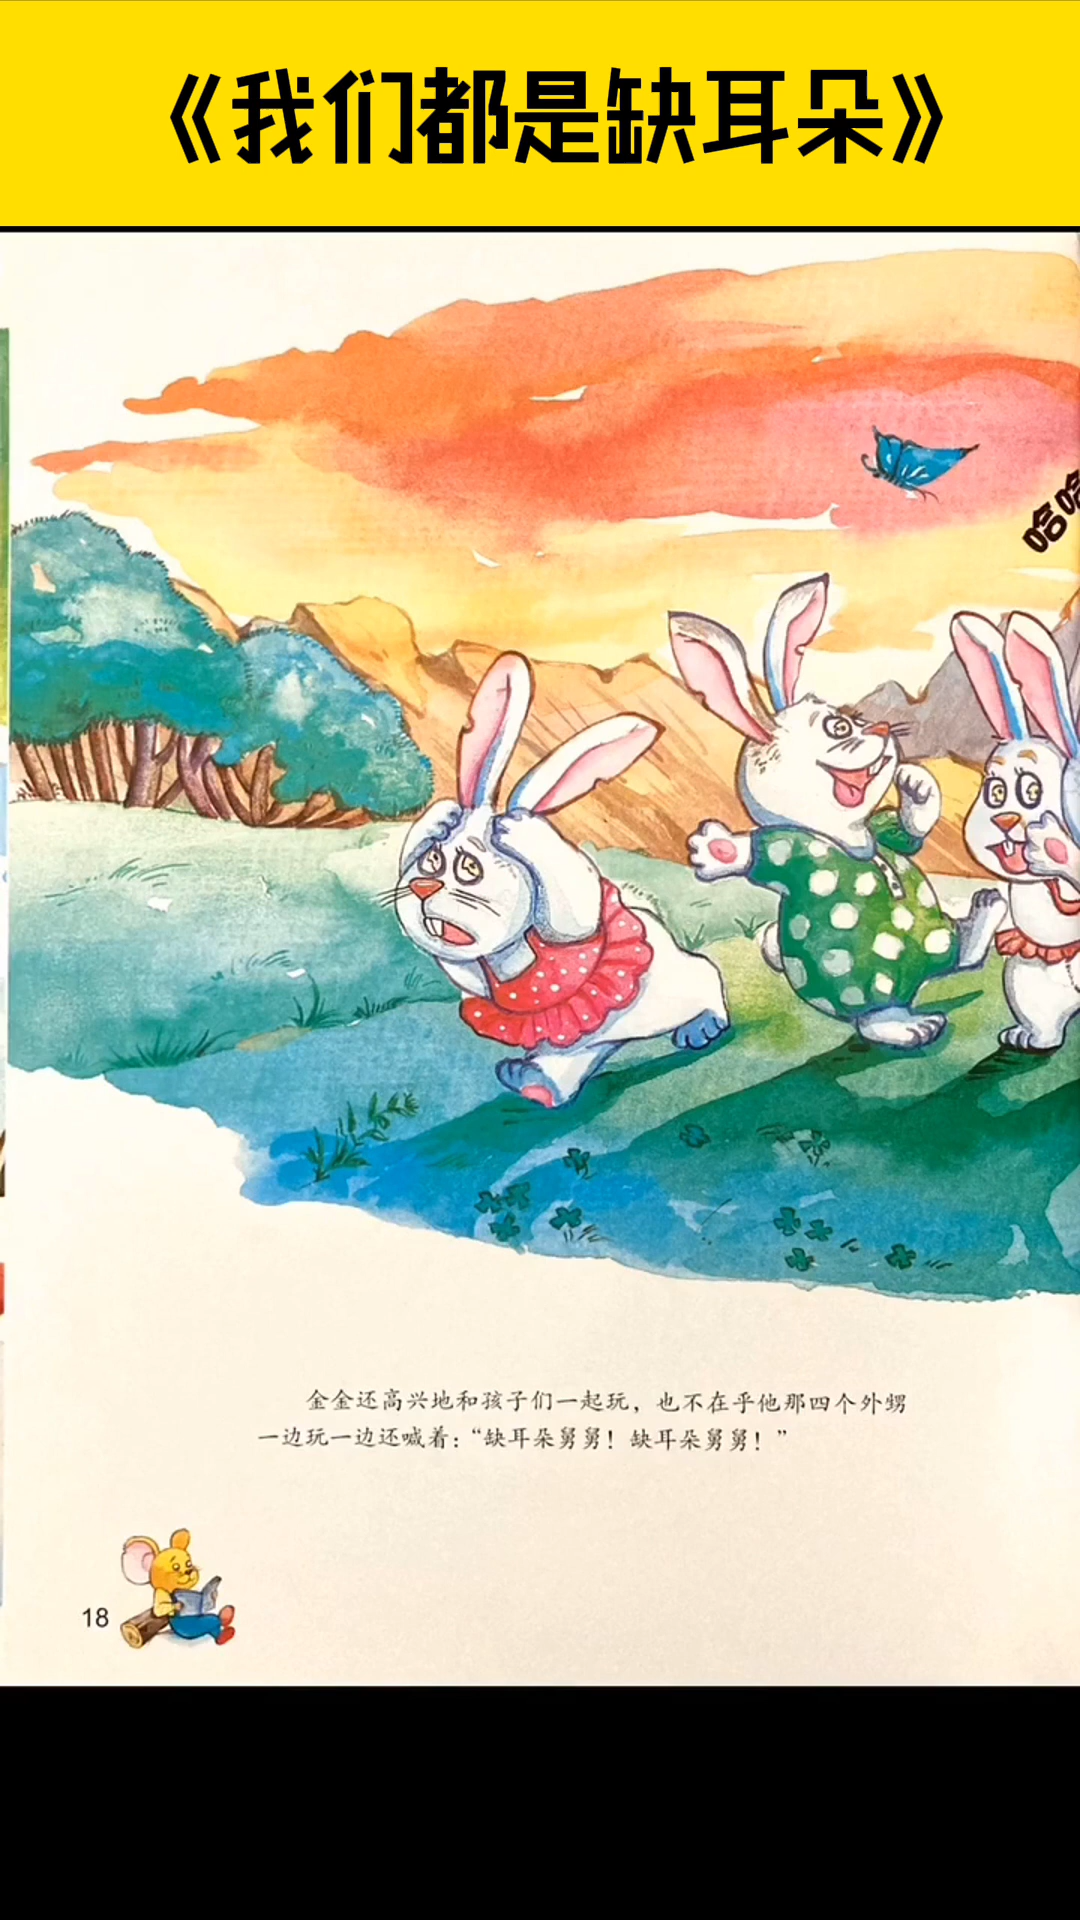 《我们都是缺耳朵》
哈哈
金金还高兴地和孩子们一起玩，也不在乎他那四个外甥
一边玩一边还喊着：“缺耳朵舅舅！缺耳朵舅舅！”
18